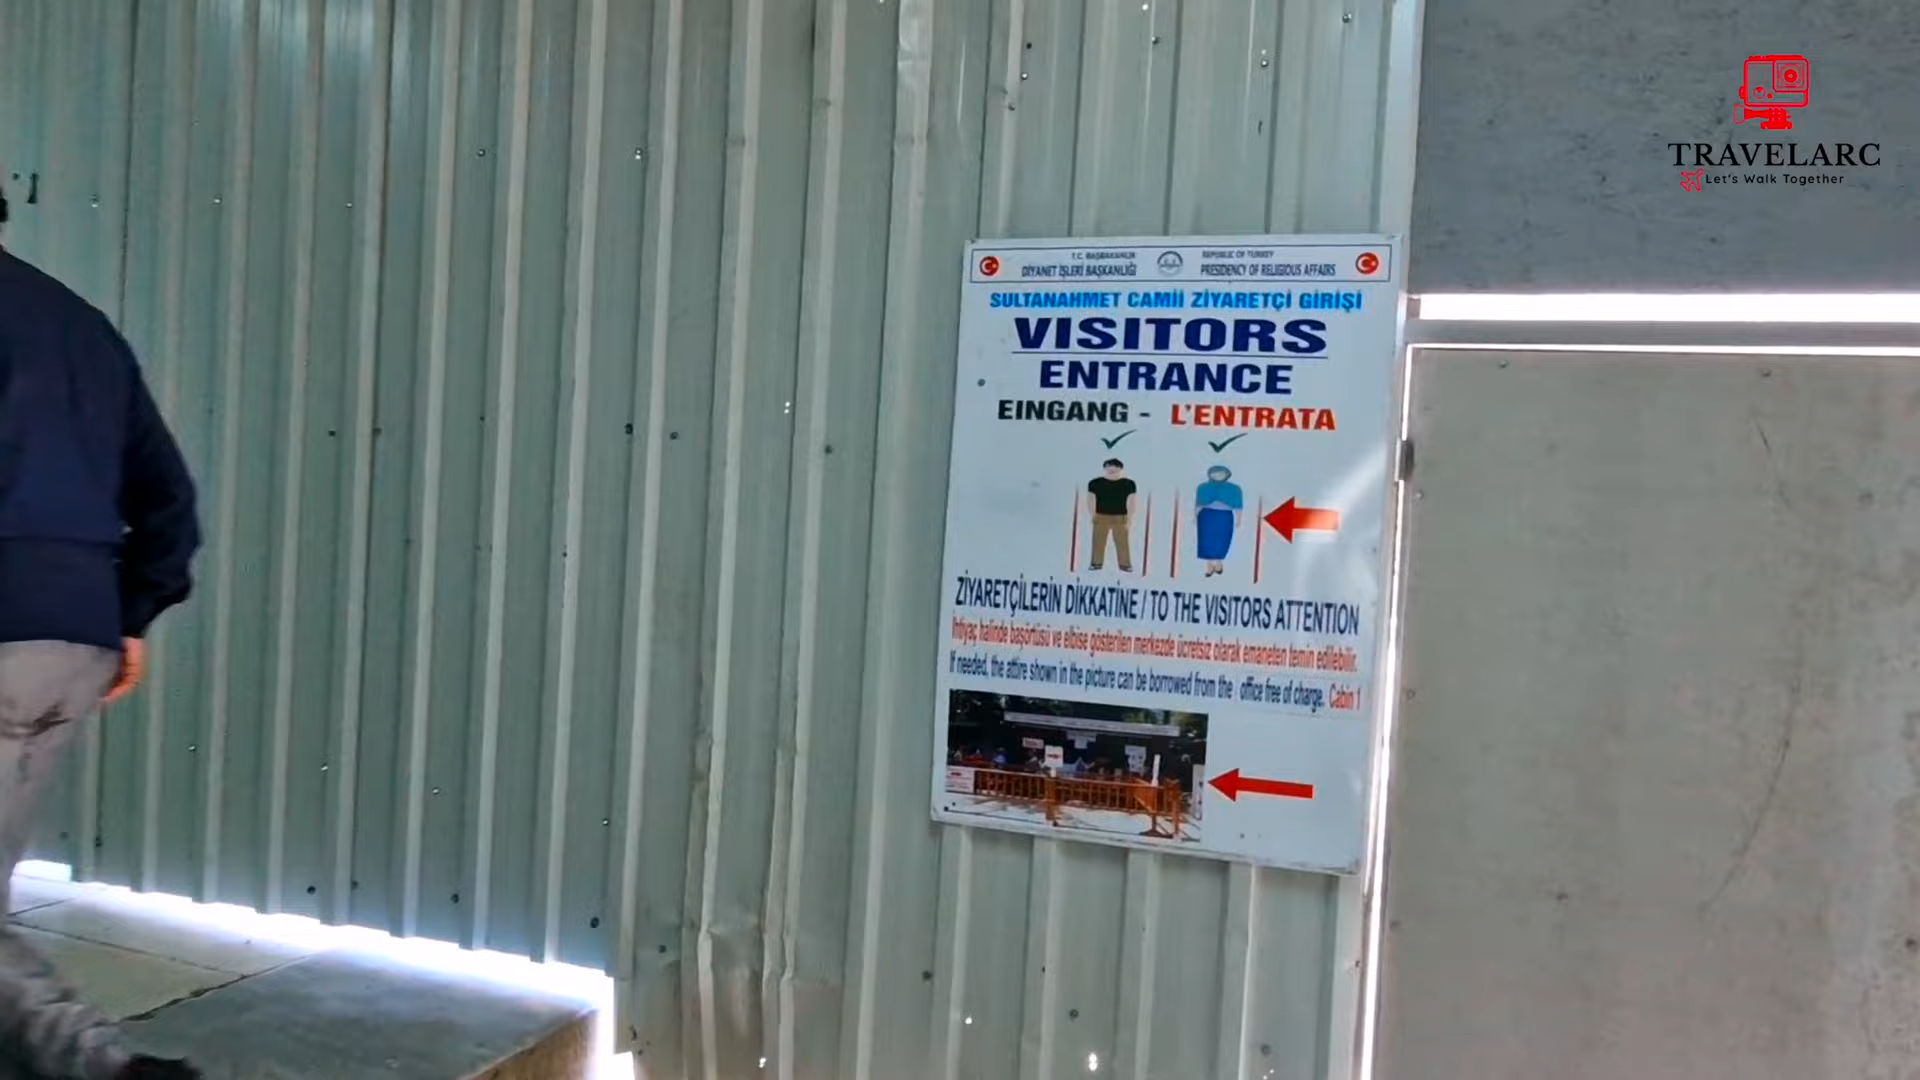 T.C. BAŞBAKANLIK
DİYANET İŞLERİ BAŞKANLIĞI
REPUBLIC OF TURKEY
PRESIDENCY OF RELIGIOUS AFFAIRS
SULTANAHMET CAMİİ ZİYARETÇİ GİRİŞİ
VISITORS
ENTRANCE
EINGANG - L'ENTRATA
ZİYARETÇİLERİN DİKKATİNE / TO THE VISITORS ATTENTION
İhtiyaç halinde başörtüsü ve elbise gösterilen merkezde ücretsiz olarak emaneten temin edilebilir.
If needed, the attire shown in the picture can be borrowed from the office free of charge. Cabin 1
TRAVELARC
Let's Walk Together